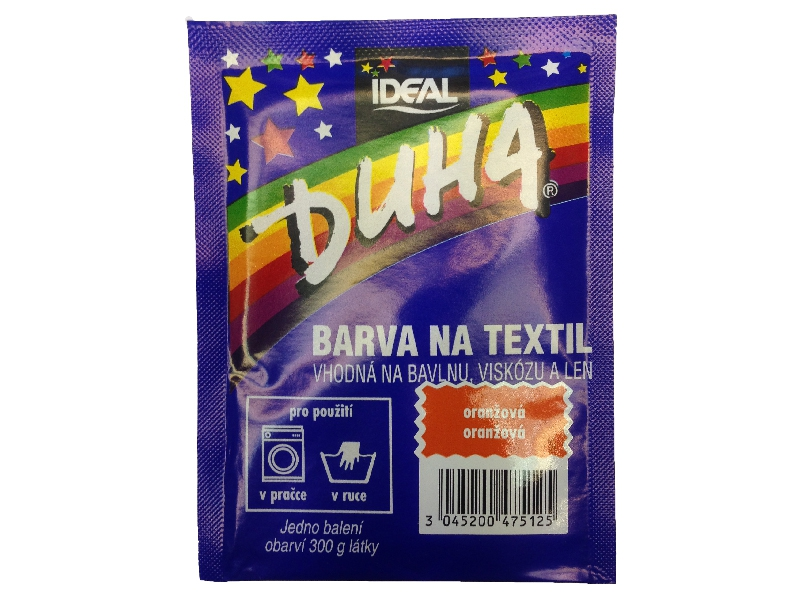 IDEAL
DUHA®
BARVA NA TEXTIL
VHODNÁ NA BAVLNU, VISKÓZU A LEN
pro použití
v pračce v ruce
Jedno balení
obarví 300 g látky
oranžová
oranžová
3 045200 475125